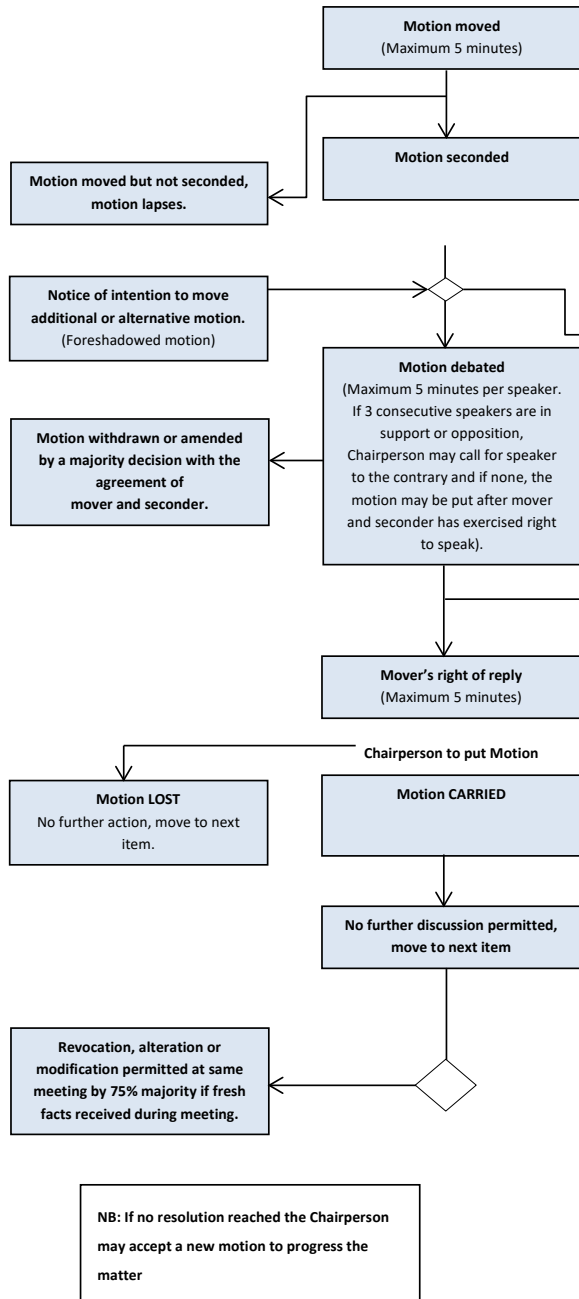 Motion moved
(Maximum 5 minutes)
Motion seconded
Motion moved but not seconded,
motion lapses.
Notice of intention to move
additional or alternative motion.
(Foreshadowed motion)
Motion debated
(Maximum 5 minutes per speaker.
If 3 consecutive speakers are in
support or opposition,
Chairperson may call for speaker
to the contrary and if none, the
motion may be put after mover
and seconder has exercised right
to speak).
Motion withdrawn or amended
by a majority decision with the
agreement of
mover and seconder.
Mover’s right of reply
(Maximum 5 minutes)
Chairperson to put Motion
Motion LOST
No further action, move to next
item.
Motion CARRIED
No further discussion permitted,
move to next item
Revocation, alteration or
modification permitted at same
meeting by 75% majority if fresh
facts received during meeting.
NB: If no resolution reached the Chairperson
may accept a new motion to progress the
matter